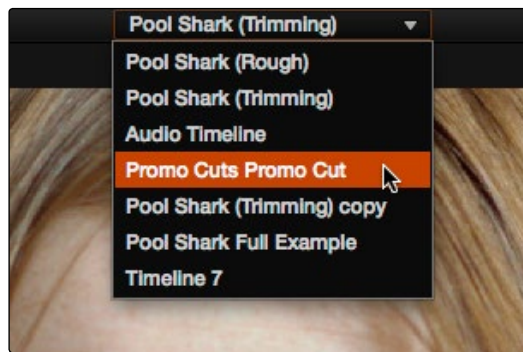 Pool Shark (Trimming)
Pool Shark (Rough)
Pool Shark (Trimming)
Audio Timeline
Promo Cuts Promo Cut
Pool Shark (Trimming) copy
Pool Shark Full Example
Timeline 7